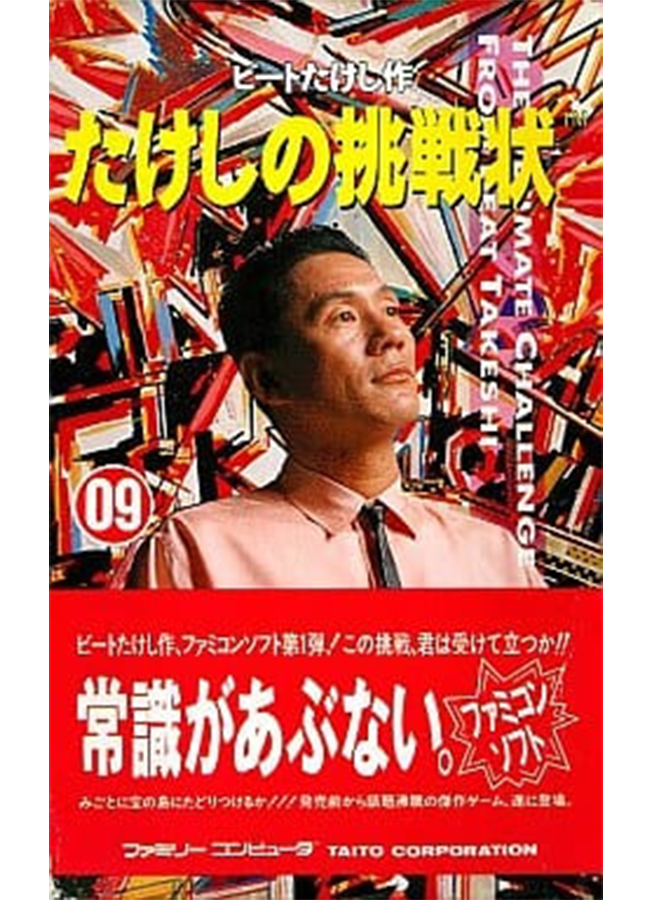 ビートたけし作
たけしの挑戦状
THE ULTIMATE CHALLENGE
FROM BEAT TAKESHI
09
ビートたけし作、ファミコンソフト第1弾、!この挑戦、君は受けて立つか!!
常識があぶない。
ファミコン
ソフト
みごとに宝の島にたどりつけるか!!!発売前から話題沸騰の傑作ゲーム、遂に登場。
ファミリーコンピュータ TAITO CORPORATION